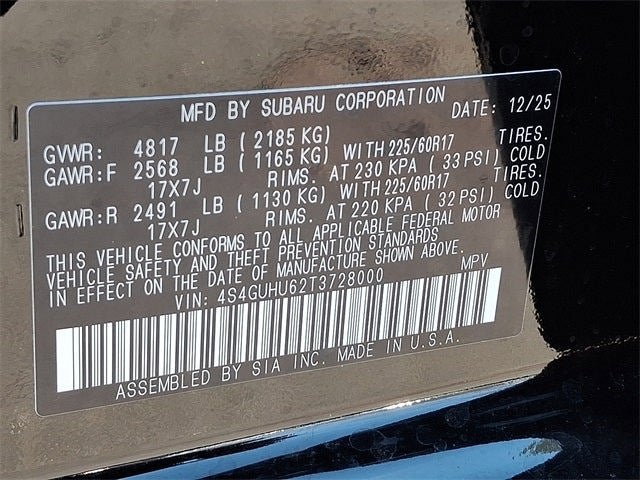 MFD BY SUBARU CORPORATION DATE: 12/25
GVWR: 4817 LB (2185 KG)
GAWR:F 2568 LB (1165 KG) WITH 225/60R17 TIRES.
17X7J RIMS. AT 230 KPA (33 PSI) COLD
GAWR:R 2491 LB (1130 KG) WITH 225/60R17 TIRES.
17X7J RIMS. AT 220 KPA (32 PSI) COLD
THIS VEHICLE CONFORMS TO ALL APPLICABLE FEDERAL MOTOR
VEHICLE SAFETY AND THEFT PREVENTION STANDARDS
IN EFFECT ON THE DATE OF MANUFACTURE SHOWN ABOVE.
VIN: 4S4GUHU62T3728000 MPV
ASSEMBLED BY SIA INC. MADE IN U.S.A.